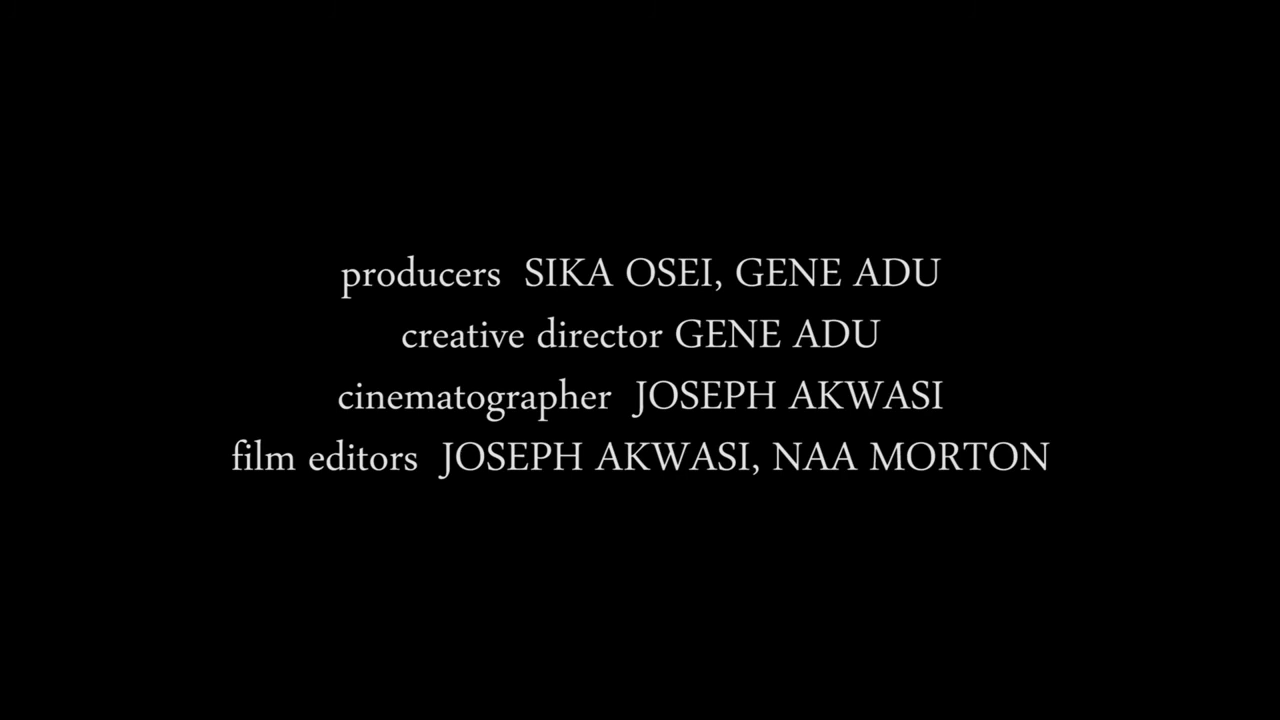 producers SIKA OSEI, GENE ADU
creative director GENE ADU
cinematographer JOSEPH AKWASI
film editors JOSEPH AKWASI, NAA MORTON